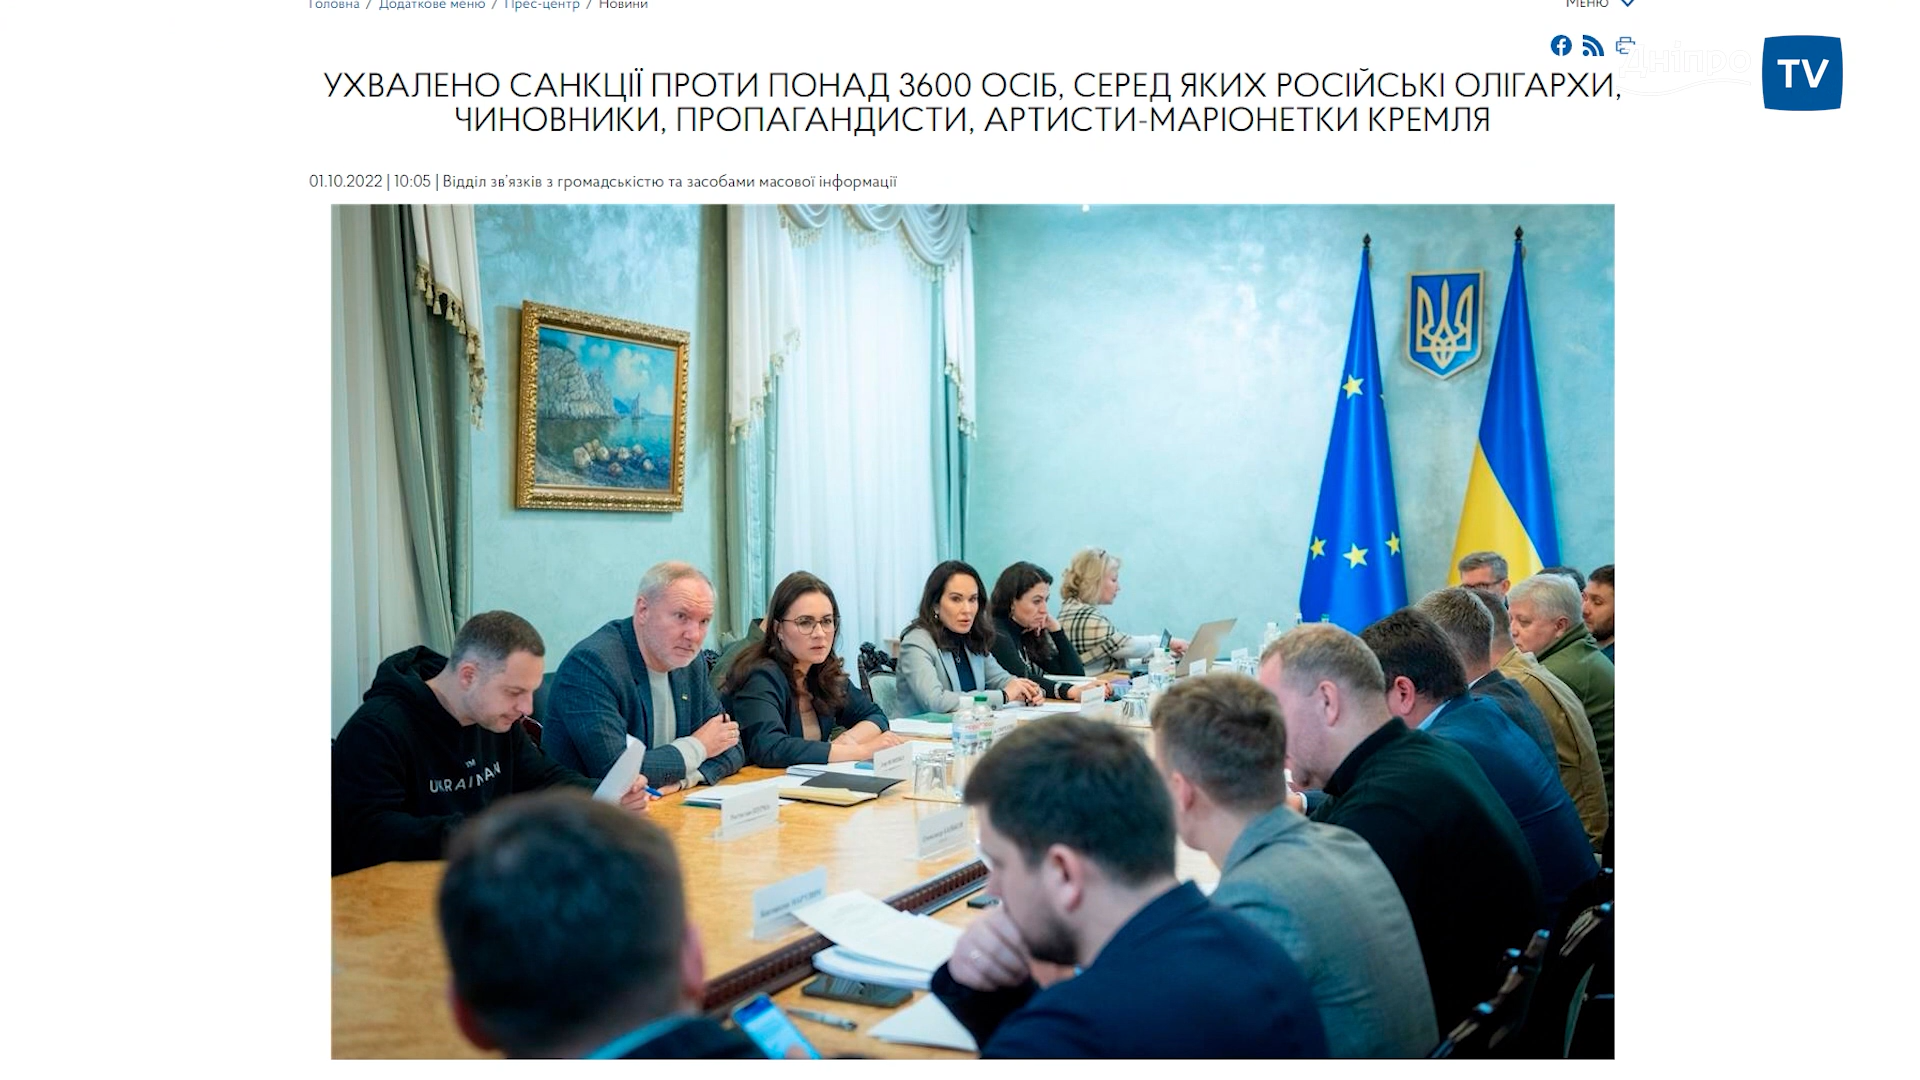 Головна / Додаткове меню / Прес-центр / Новини
Меню
Дніпро TV
УХВАЛЕНО САНКЦІЇ ПРОТИ ПОНАД 3600 ОСІБ, СЕРЕД ЯКИХ РОСІЙСЬКІ ОЛІГАРХИ,
ЧИНОВНИКИ, ПРОПАГАНДИСТИ, АРТИСТИ-МАРІОНЕТКИ КРЕМЛЯ
01.10.2022 | 10:05 | Відділ зв'язків з громадськістю та засобами масової інформації
I'M
UKRAINIAN